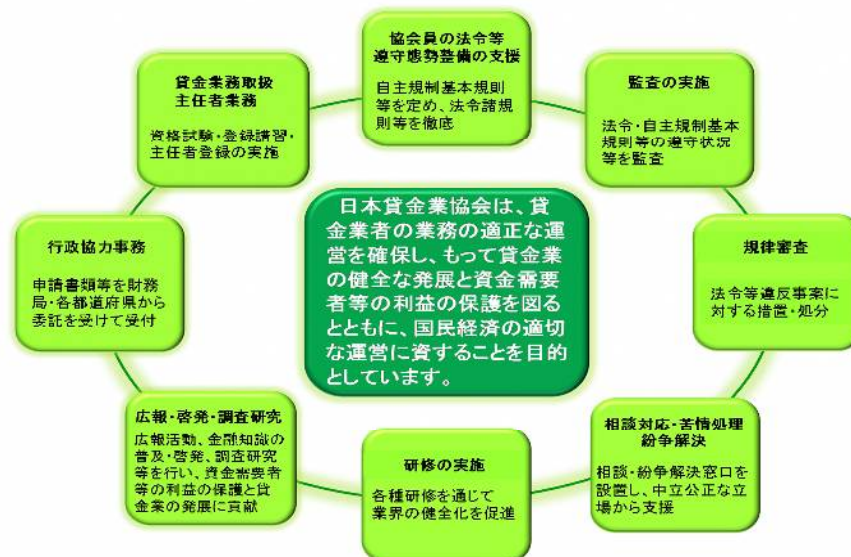 協会員の法令等
遵守態勢整備の支援
自主規制基本規則
等を定め、法令諸規
則等を徹底
監査の実施
法令・自主規制基本
規則等の遵守状況
等を監査
規律審査
法令等違反事案に
対する措置・処分
相談対応・苦情処理
紛争解決
相談・紛争解決窓口を
設置し、中立公正な立
場から支援
研修の実施
各種研修を通じて
業界の健全化を促進
広報・啓発・調査研究
広報活動、金融知識の
普及・啓発、調査研究
等を行い、資金需要者
等の利益の保護と貸
金業の発展に貢献
行政協力事務
申請書類等を財務
局・各都道府県から
委託を受けて受付
貸金業務取扱
主任者業務
資格試験・登録講習・
主任者登録の実施
日本貸金業協会は、貸
金業者の業務の適正な運
営を確保し、もって貸金業
の健全な発展と資金需要
者等の利益の保護を図る
とともに、国民経済の適切
な運営に資することを目的
としています。